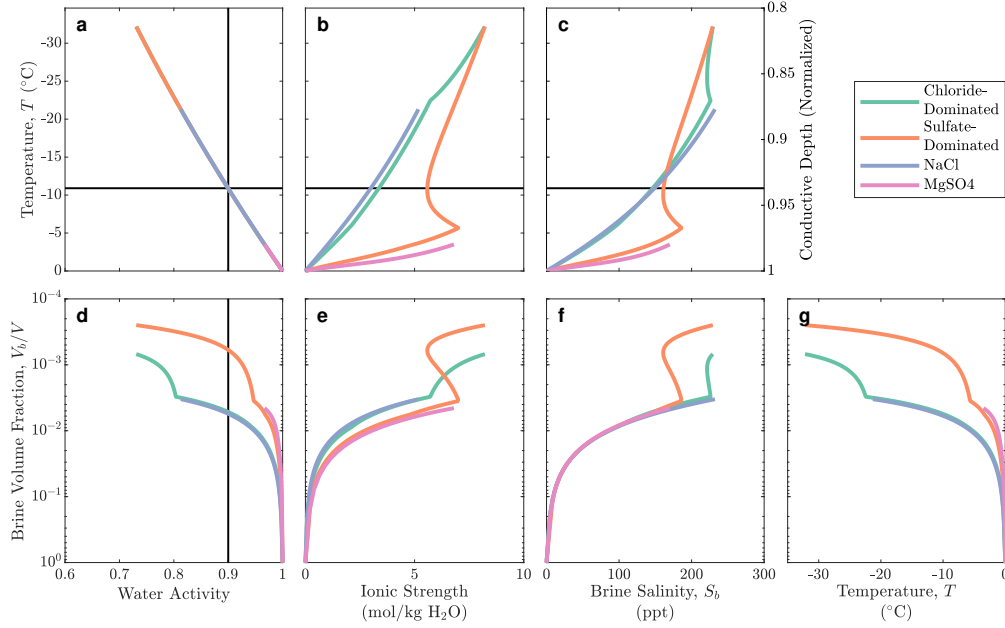 a
b
c
-30
-25
-20
-15
-10
-5
0
Temperature, T (°C)
0.8
0.85
0.9
0.95
1
Conductive Depth (Normalized)
Chloride-
Dominated
Sulfate-
Dominated
NaCl
MgSO4
d
e
f
g
10⁻⁴
10⁻³
10⁻²
10⁻¹
10⁰
Brine Volume Fraction, V_b/V
0.6 0.7 0.8 0.9 1
Water Activity
0 5 10
Ionic Strength
(mol/kg H₂O)
0 100 200 300
Brine Salinity, S_b
(ppt)
-30 -20 -10 0
Temperature, T
(°C)